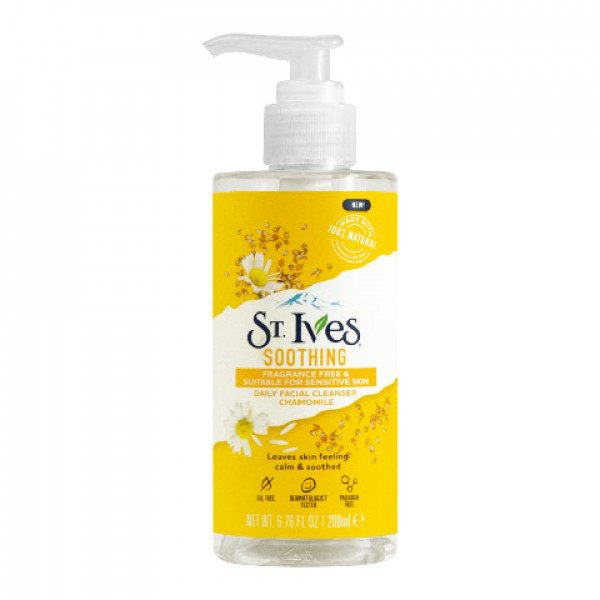 NEW!
MADE WITH
100% NATURAL
ST. IVES
SOOTHING
FRAGRANCE FREE &
SUITABLE FOR SENSITIVE SKIN
DAILY FACIAL CLEANSER
CHAMOMILE
Leaves skin feeling
calm & soothed
OIL FREE
DERMATOLOGIST
TESTED
PARABEN
FREE
NET WT. 6.76 FL OZ / 200ml ℮